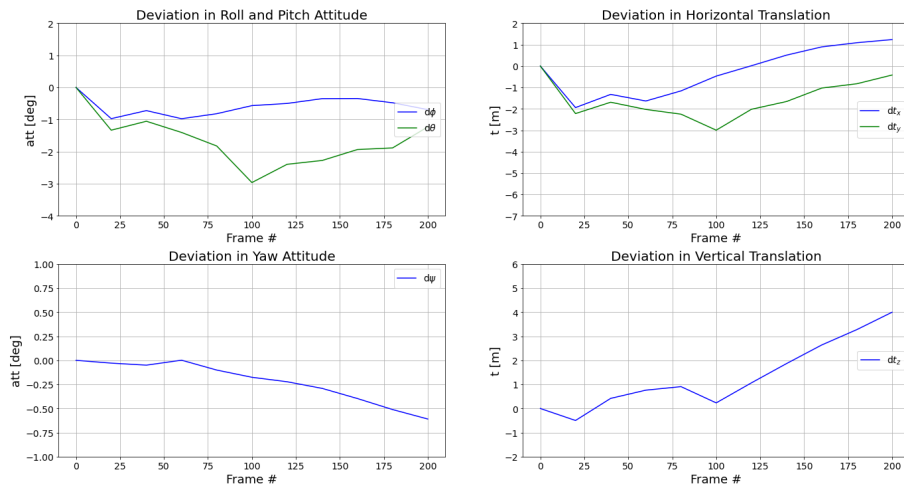 Deviation in Roll and Pitch Attitude
2
1
0
−1
−2
−3
−4
att [deg]
dϕ
dθ
0 25 50 75 100 125 150 175 200
Frame #
Deviation in Horizontal Translation
2
1
0
−1
−2
−3
−4
−5
−6
−7
t [m]
dtₓ
dtᵧ
0 25 50 75 100 125 150 175 200
Frame #
Deviation in Yaw Attitude
1.00
0.75
0.50
0.25
0.00
−0.25
−0.50
−0.75
−1.00
att [deg]
dψ
0 25 50 75 100 125 150 175 200
Frame #
Deviation in Vertical Translation
6
5
4
3
2
1
0
−1
−2
t [m]
dt_z
0 25 50 75 100 125 150 175 200
Frame #